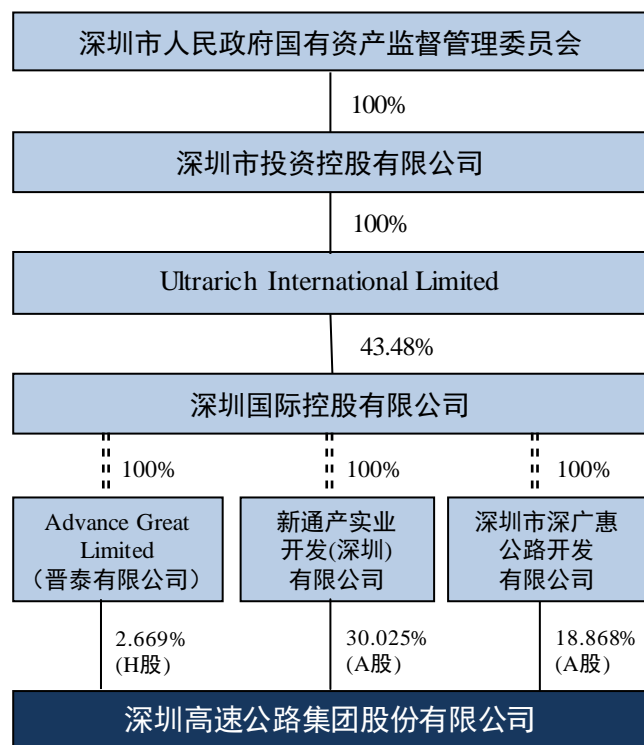 深圳市人民政府国有资产监督管理委员会
100%
深圳市投资控股有限公司
100%
Ultrarich International Limited
43.48%
深圳国际控股有限公司
100%
100%
100%
Advance Great
Limited
（晋泰有限公司）
新通产实业
开发(深圳)
有限公司
深圳市深广惠
公路开发
有限公司
2.669%
(H股)
30.025%
(A股)
18.868%
(A股)
深圳高速公路集团股份有限公司